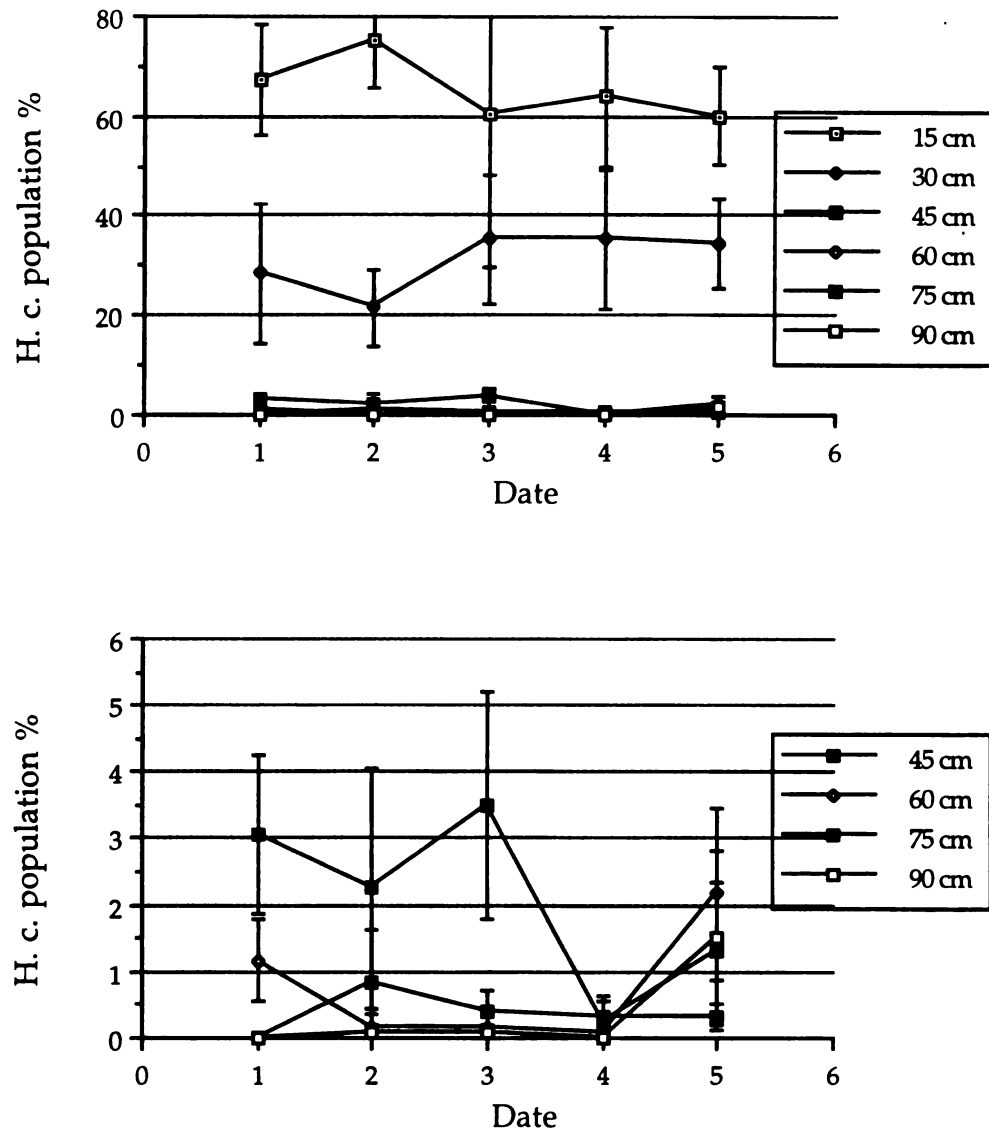 80
60
40
20
0
H. c. population %
0 1 2 3 4 5 6
Date
15 cm
30 cm
45 cm
60 cm
75 cm
90 cm
6
5
4
3
2
1
0
H. c. population %
0 1 2 3 4 5 6
Date
45 cm
60 cm
75 cm
90 cm